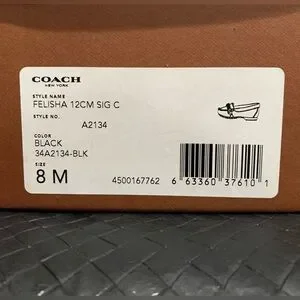 COACH
NEW YORK
STYLE NAME
FELISHA 12CM SIG C
STYLE NO.
A2134
COLOR
BLACK
34A2134-BLK
SIZE
8 M
4500167762
6 63360 37610 1